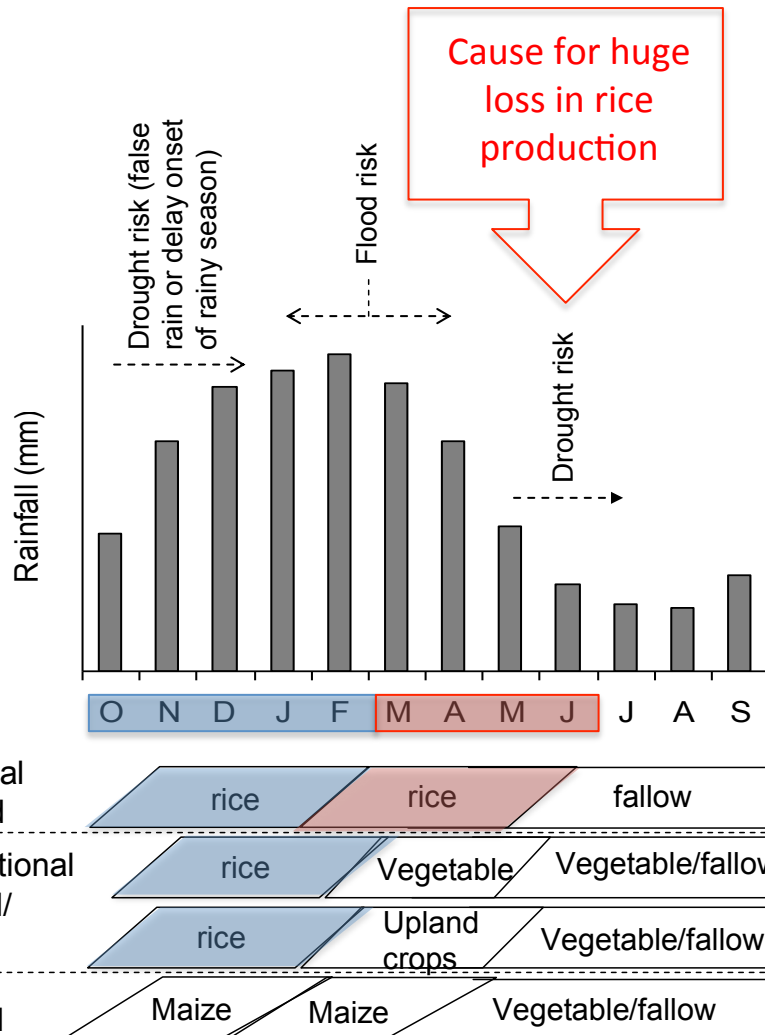 Cause for huge
loss in rice
production
Drought risk (false
rain or delay onset
of rainy season)
Flood risk
Drought risk
Rainfall (mm)
O N D J F M A M J J A S
rice rice fallow
rice Vegetable Vegetable/fallow
rice Upland crops Vegetable/fallow
Maize Maize Vegetable/fallow